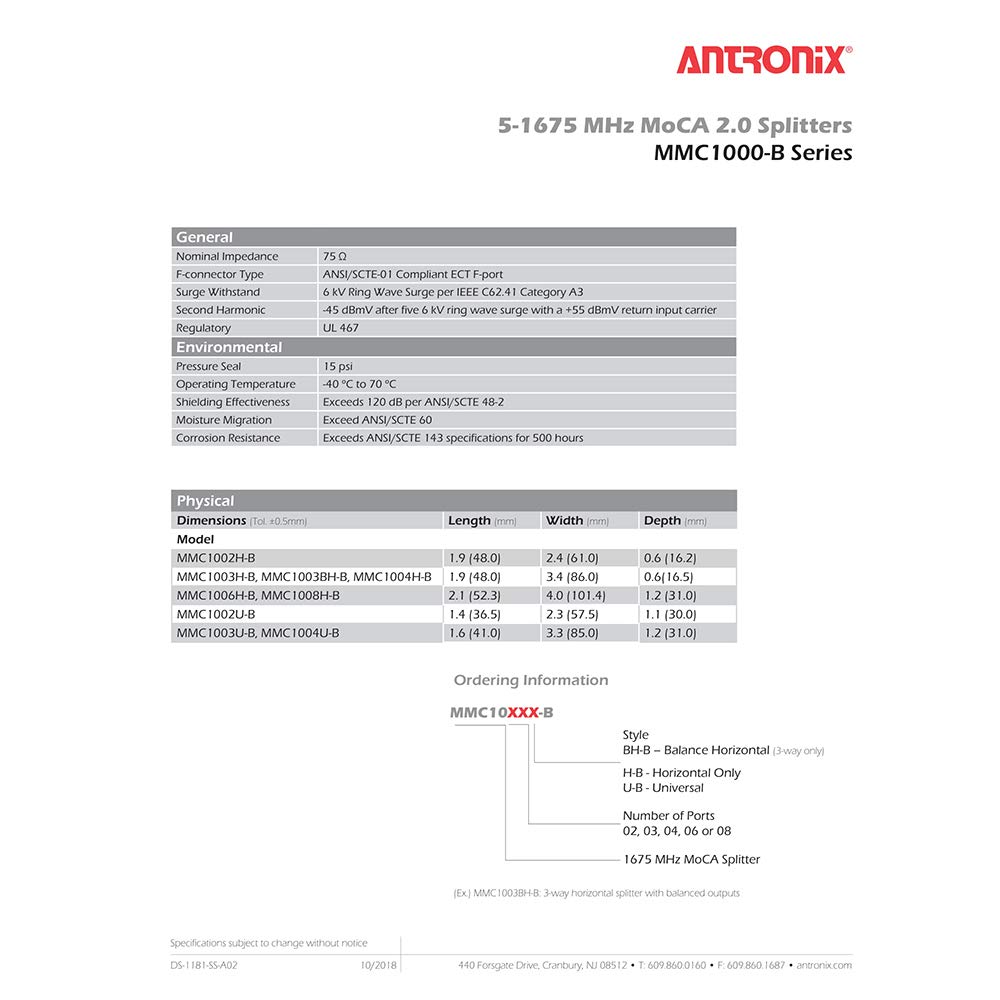 ANTRONIX®
5-1675 MHz MoCA 2.0 Splitters
MMC1000-B Series
General
Nominal Impedance 75 Ω
F-connector Type ANSI/SCTE-01 Compliant ECT F-port
Surge Withstand 6 kV Ring Wave Surge per IEEE C62.41 Category A3
Second Harmonic -45 dBmV after five 6 kV ring wave surge with a +55 dBmV return input carrier
Regulatory UL 467
Environmental
Pressure Seal 15 psi
Operating Temperature -40 ºC to 70 ºC
Shielding Effectiveness Exceeds 120 dB per ANSI/SCTE 48-2
Moisture Migration Exceed ANSI/SCTE 60
Corrosion Resistance Exceeds ANSI/SCTE 143 specifications for 500 hours
Physical
Dimensions (Tol. ±0.5mm) Length (mm) Width (mm) Depth (mm)
Model
MMC1002H-B 1.9 (48.0) 2.4 (61.0) 0.6 (16.2)
MMC1003H-B, MMC1003BH-B, MMC1004H-B 1.9 (48.0) 3.4 (86.0) 0.6(16.5)
MMC1006H-B, MMC1008H-B 2.1 (52.3) 4.0 (101.4) 1.2 (31.0)
MMC1002U-B 1.4 (36.5) 2.3 (57.5) 1.1 (30.0)
MMC1003U-B, MMC1004U-B 1.6 (41.0) 3.3 (85.0) 1.2 (31.0)
Ordering Information
MMC10XXX-B
Style
BH-B – Balance Horizontal (3-way only)
H-B - Horizontal Only
U-B - Universal
Number of Ports
02, 03, 04, 06 or 08
1675 MHz MoCA Splitter
(Ex.) MMC1003BH-B: 3-way horizontal splitter with balanced outputs
Specifications subject to change without notice
DS-1181-SS-A02 10/2018 440 Forsgate Drive, Cranbury, NJ 08512 • T: 609.860.0160 • F: 609.860.1687 • antronix.com